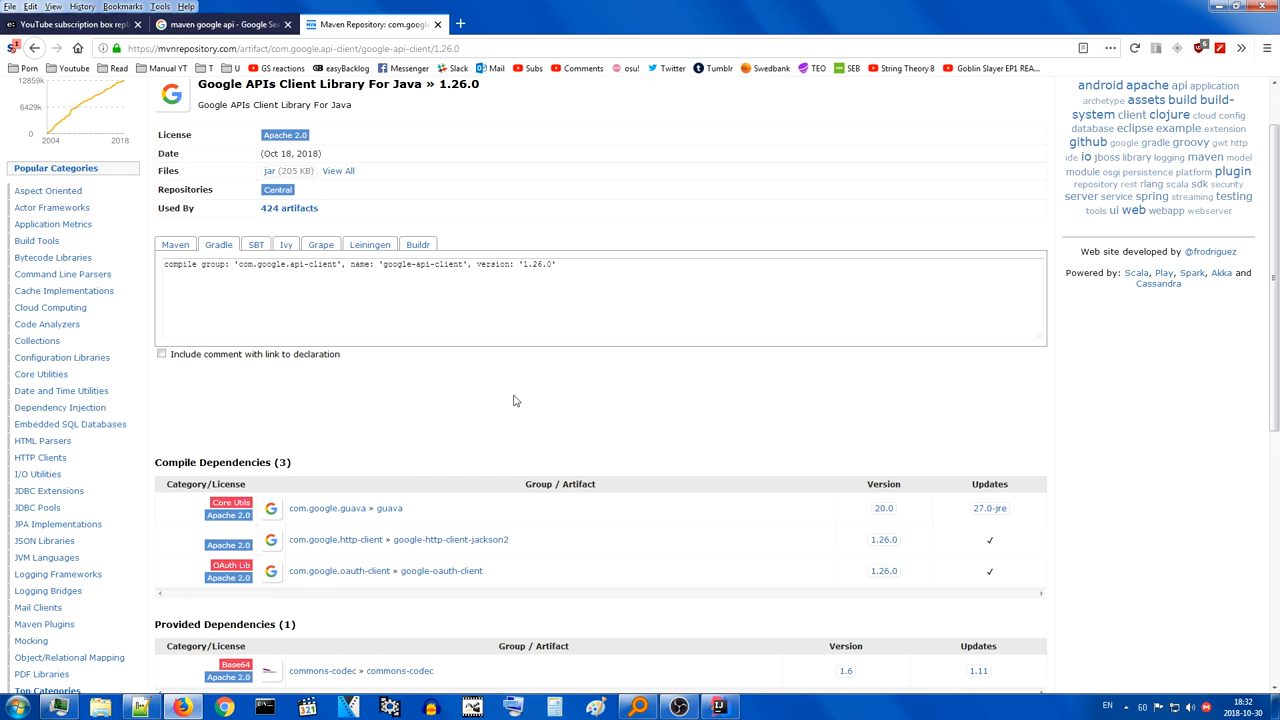 File Edit View History Bookmarks Tools Help
YouTube subscription box repl
maven google api - Google Sea
Maven Repository: com.google
https://mvnrepository.com/artifact/com.google.api-client/google-api-client/1.26.0
Porn Youtube Read Manual YT T U GS reactions easyBacklog Messenger Slack Mail Subs Comments osu! Twitter Tumblr Swedbank TEO SEB String Theory 8 Goblin Slayer EP1 REA...
12859k
6429k
0
2004 2018
Popular Categories
Aspect Oriented
Actor Frameworks
Application Metrics
Build Tools
Bytecode Libraries
Command Line Parsers
Cache Implementations
Cloud Computing
Code Analyzers
Collections
Configuration Libraries
Core Utilities
Date and Time Utilities
Dependency Injection
Embedded SQL Databases
HTML Parsers
HTTP Clients
I/O Utilities
JDBC Extensions
JDBC Pools
JPA Implementations
JSON Libraries
JVM Languages
Logging Frameworks
Logging Bridges
Mail Clients
Maven Plugins
Mocking
Object/Relational Mapping
PDF Libraries
Top Categories
Google APIs Client Library For Java » 1.26.0
Google APIs Client Library For Java
License Apache 2.0
Date (Oct 18, 2018)
Files jar (205 KB) View All
Repositories Central
Used By 424 artifacts
Maven Gradle SBT Ivy Grape Leiningen Buildr
compile group: 'com.google.api-client', name: 'google-api-client', version: '1.26.0'
Include comment with link to declaration
Compile Dependencies (3)
Category/License Group / Artifact Version Updates
Core Utils
Apache 2.0
com.google.guava » guava 20.0 27.0-jre
Apache 2.0
com.google.http-client » google-http-client-jackson2 1.26.0 ✓
OAuth Lib
Apache 2.0
com.google.oauth-client » google-oauth-client 1.26.0 ✓
Provided Dependencies (1)
Category/License Group / Artifact Version Updates
Base64
Apache 2.0
commons-codec » commons-codec 1.6 1.11
android apache api application
archetype assets build build-
system client clojure cloud config
database eclipse example extension
github google gradle groovy gwt http
ide io jboss library logging maven model
module osgi persistence platform plugin
repository rest rlang scala sdk security
server service spring streaming testing
tools ui web webapp webserver
Web site developed by @frodriguez
Powered by: Scala, Play, Spark, Akka and
Cassandra
EN 60 18:32
2018-10-30